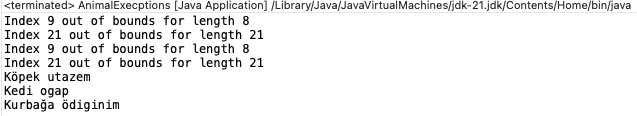 <terminated> AnimalExecptions [Java Application] /Library/Java/JavaVirtualMachines/jdk-21.jdk/Contents/Home/bin/java
Index 9 out of bounds for length 8
Index 21 out of bounds for length 21
Index 9 out of bounds for length 8
Index 21 out of bounds for length 21
Köpek utazem
Kedi ogap
Kurbağa ödiginim